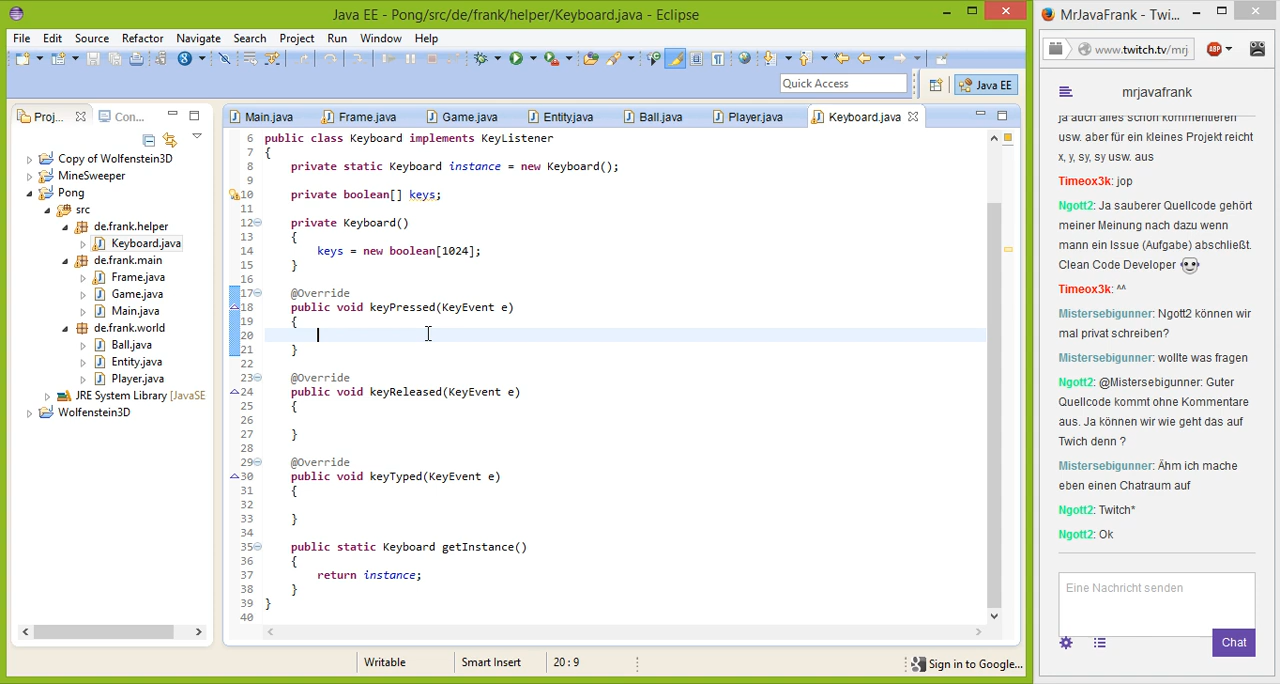 Java EE - Pong/src/de/frank/helper/Keyboard.java - Eclipse
File Edit Source Refactor Navigate Search Project Run Window Help
Quick Access
Java EE
Proj...
Con...
Copy of Wolfenstein3D
MineSweeper
Pong
src
de.frank.helper
Keyboard.java
de.frank.main
Frame.java
Game.java
Main.java
de.frank.world
Ball.java
Entity.java
Player.java
JRE System Library [JavaSE
Wolfenstein3D
Main.java Frame.java Game.java Entity.java Ball.java Player.java Keyboard.java
6 public class Keyboard implements KeyListener
7 {
8 private static Keyboard instance = new Keyboard();
9
10 private boolean[] keys;
11
12 private Keyboard()
13 {
14 keys = new boolean[1024];
15 }
16
17 @Override
18 public void keyPressed(KeyEvent e)
19 {
20
21 }
22
23 @Override
24 public void keyReleased(KeyEvent e)
25 {
26
27 }
28
29 @Override
30 public void keyTyped(KeyEvent e)
31 {
32
33 }
34
35 public static Keyboard getInstance()
36 {
37 return instance;
38 }
39 }
40
Writable Smart Insert 20 : 9 Sign in to Google...
MrJavaFrank - Twi...
www.twitch.tv/mrj
ABP
mrjavafrank
ja auch alles schon kommentieren
usw. aber für ein kleines Projekt reicht
x, y, sy, sy usw. aus
Timeox3k: jop
Ngott2: Ja sauberer Quellcode gehört
meiner Meinung nach dazu wenn
mann ein Issue (Aufgabe) abschließt.
Clean Code Developer
Timeox3k: ^^
Mistersebigunner: Ngott2 können wir
mal privat schreiben?
Mistersebigunner: wollte was fragen
Ngott2: @Mistersebigunner: Guter
Quellcode kommt ohne Kommentare
aus. Ja können wir wie geht das auf
Twich denn ?
Mistersebigunner: Ähm ich mache
eben einen Chatraum auf
Ngott2: Twitch*
Ngott2: Ok
Eine Nachricht senden
Chat